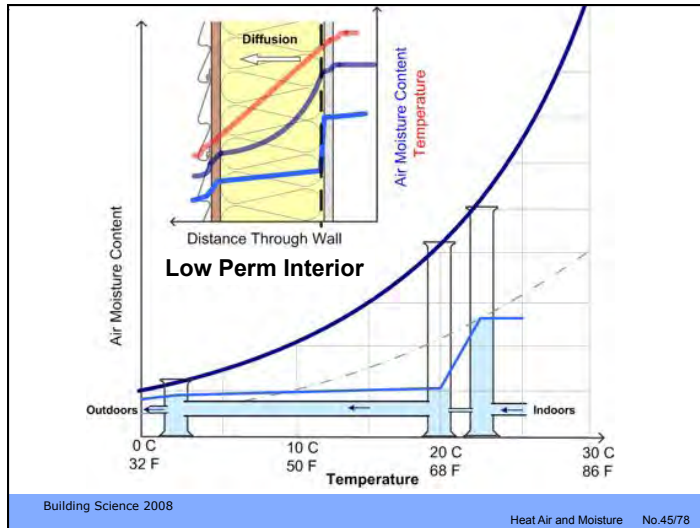 Diffusion
Air Moisture Content
Temperature
Distance Through Wall
Low Perm Interior
Air Moisture Content
Outdoors
Indoors
0 C
10 C
20 C
30 C
32 F
50 F
68 F
86 F
Temperature
Building Science 2008
Heat Air and Moisture No.45/78